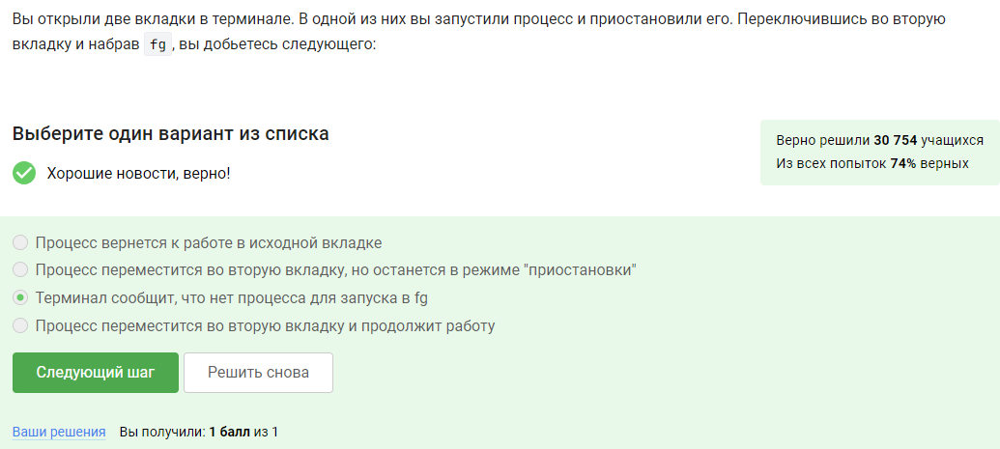 Вы открыли две вкладки в терминале. В одной из них вы запустили процесс и приостановили его. Переключившись во вторую
вкладку и набрав fg, вы добьетесь следующего:
Выберите один вариант из списка
Верно решили 30 754 учащихся
Из всех попыток 74% верных
Хорошие новости, верно!
Процесс вернется к работе в исходной вкладке
Процесс переместится во вторую вкладку, но останется в режиме "приостановки"
Терминал сообщит, что нет процесса для запуска в fg
Процесс переместится во вторую вкладку и продолжит работу
Следующий шаг
Решить снова
Ваши решения Вы получили: 1 балл из 1